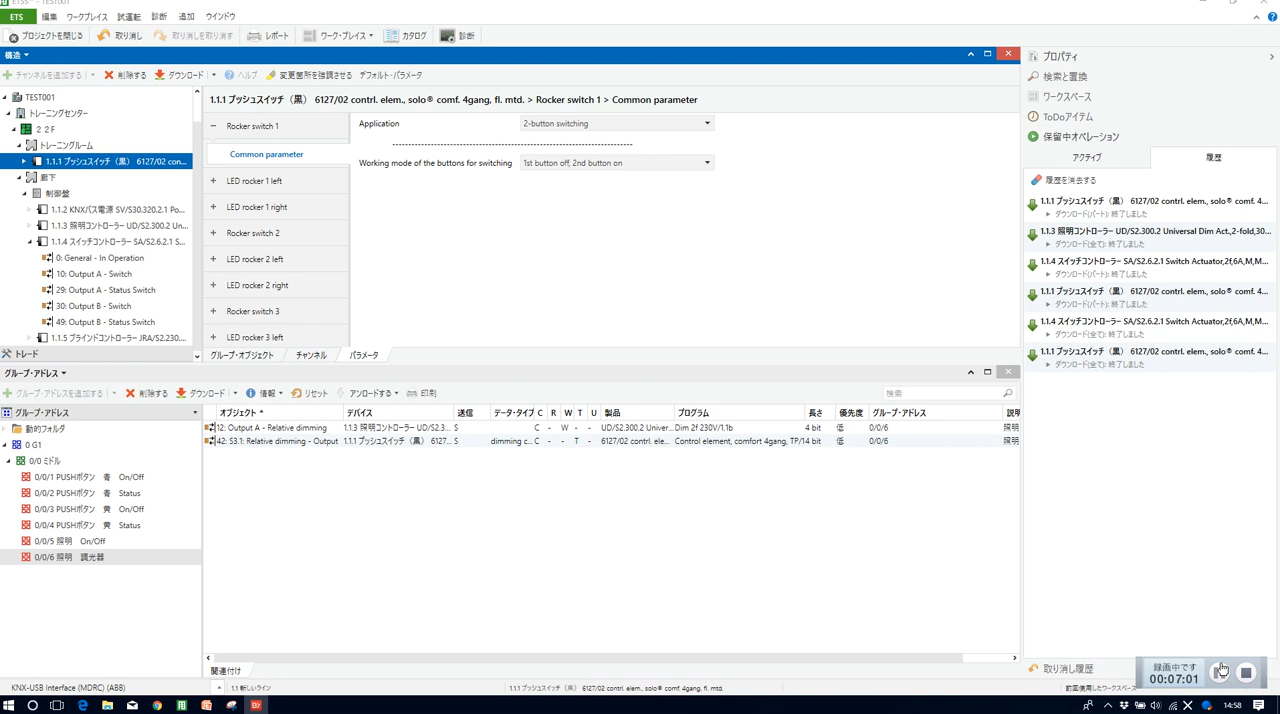 ETS5™ - TEST001
ETS 編集 ワークプレイス 試運転 診断 追加 ウインドウ
プロジェクトを閉じる 取り消し 取り消しを取り消す レポート ワーク・プレイス カタログ 診断
構造
チャンネルを追加する 削除する ダウンロード ヘルプ 変更箇所を強調させる デフォルト・パラメータ
TEST001
トレーニングセンター
２２F
トレーニングルーム
1.1.1 プッシュスイッチ（黒） 6127/02 con...
廊下
制御盤
1.1.2 KNXバス電源 SV/S30.320.2.1 Po...
1.1.3 照明コントローラー UD/S2.300.2 Un...
1.1.4 スイッチコントローラー SA/S2.6.2.1 S...
0: General - In Operation
10: Output A - Switch
29: Output A - Status Switch
30: Output B - Switch
49: Output B - Status Switch
1.1.5 ブラインドコントローラー JRA/S2.230...
トレード
1.1.1 プッシュスイッチ（黒） 6127/02 contrl. elem., solo® comf. 4gang, fl. mtd. > Rocker switch 1 > Common parameter
Rocker switch 1
Common parameter
LED rocker 1 left
LED rocker 1 right
Rocker switch 2
LED rocker 2 left
LED rocker 2 right
Rocker switch 3
LED rocker 3 left
Application 2-button switching
Working mode of the buttons for switching 1st button off, 2nd button on
グループ・オブジェクト チャンネル パラメータ
プロパティ
検索と置換
ワークスペース
ToDoアイテム
保留中オペレーション
アクティブ 履歴
履歴を消去する
1.1.1 プッシュスイッチ（黒） 6127/02 contrl. elem., solo® comf. 4...
ダウンロード(パート): 終了しました
1.1.3 照明コントローラー UD/S2.300.2 Universal Dim Act.,2-fold,30...
ダウンロード(全て): 終了しました
1.1.4 スイッチコントローラー SA/S2.6.2.1 Switch Actuator,2f,6A,M,M...
ダウンロード(全て): 終了しました
1.1.1 プッシュスイッチ（黒） 6127/02 contrl. elem., solo® comf. 4...
ダウンロード(パート): 終了しました
1.1.4 スイッチコントローラー SA/S2.6.2.1 Switch Actuator,2f,6A,M,M...
ダウンロード(全て): 終了しました
1.1.1 プッシュスイッチ（黒） 6127/02 contrl. elem., solo® comf. 4...
ダウンロード(全て): 終了しました
グループ・アドレス
グループ・アドレスを追加する 削除する ダウンロード 情報 リセット アンロードする 印刷 検索
グループ・アドレス
動的フォルダ
0 G1
0/0 ミドル
0/0/1 PUSHボタン 青 On/Off
0/0/2 PUSHボタン 青 Status
0/0/3 PUSHボタン 黄 On/Off
0/0/4 PUSHボタン 黄 Status
0/0/5 照明 On/Off
0/0/6 照明 調光器
オブジェクト デバイス 送信 データ・タイプ C R W T U 製品 プログラム 長さ 優先度 グループ・アドレス 説明
12: Output A - Relative dimming 1.1.3 照明コントローラー UD/S2.3... S C - W - - UD/S2.300.2 Univer... Dim 2f 230V/1.1b 4 bit 低 0/0/6 照明
42: S3.1: Relative dimming - Output 1.1.1 プッシュスイッチ（黒） 6127... S dimming c... C - - T - 6127/02 contrl. ele... Control element, comfort 4gang, TP/1 4 bit 低 0/0/6 照明
関連付け
取り消し履歴
録画中です
00:07:01
KNX-USB Interface (MDRC) (ABB) 1.1 新しいライン 1.1.1 プッシュスイッチ（黒） 6127/02 contrl. elem., solo® comf. 4gang, fl. mtd. 前回使用したワークスペース
14:58